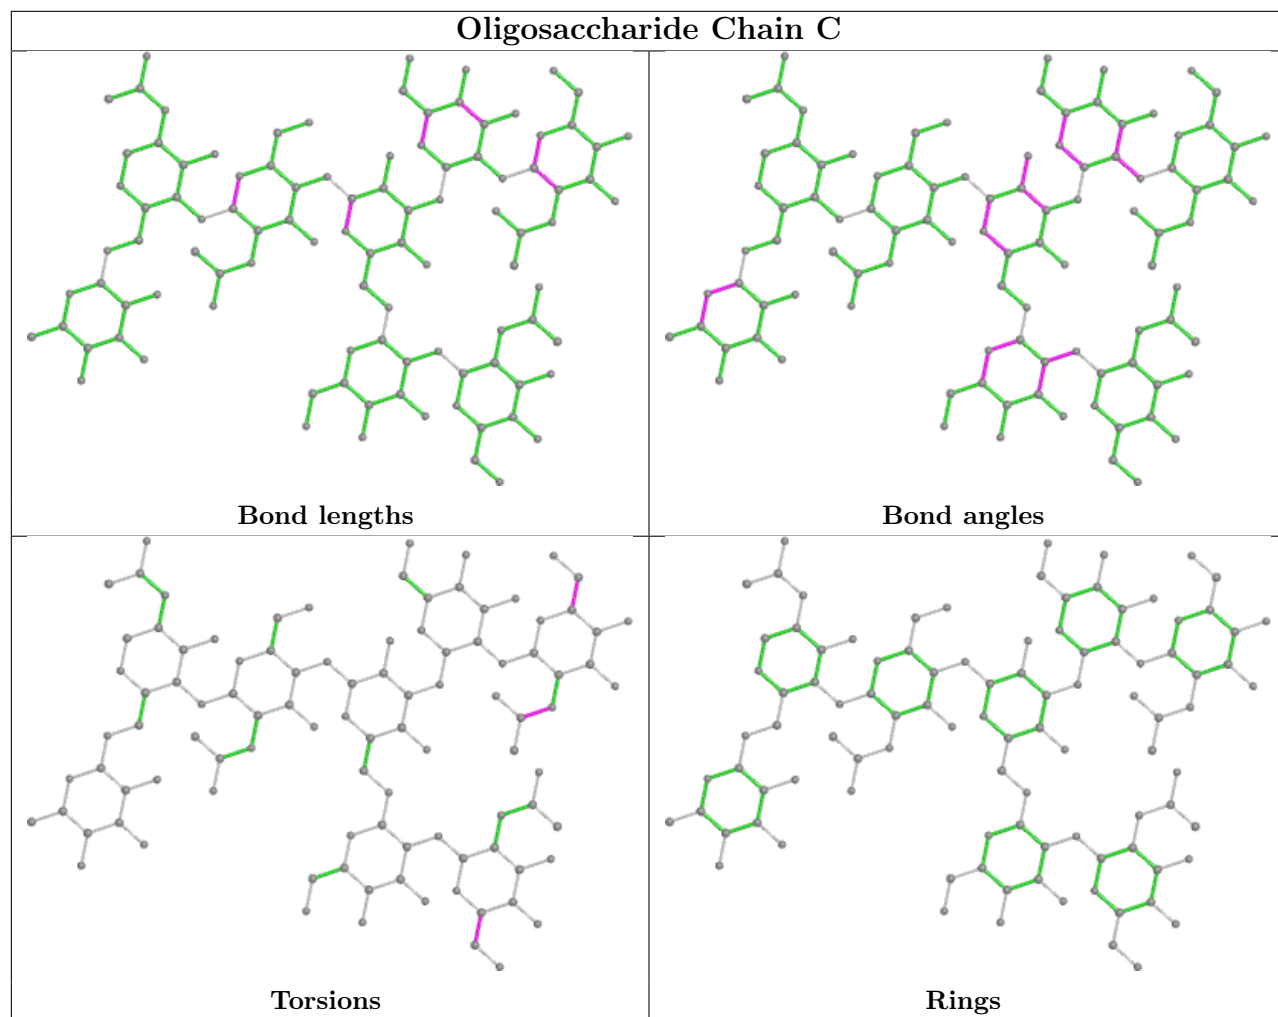 Oligosaccharide Chain C
Bond lengths
Bond angles
Torsions
Rings